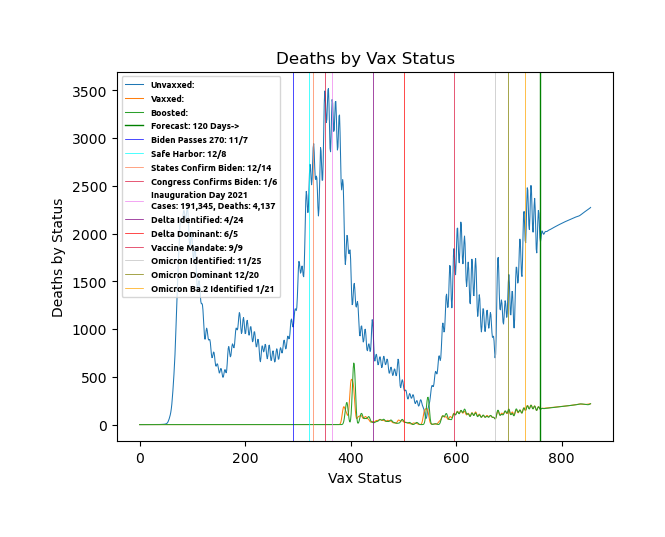 Deaths by Vax Status
3500
3000
2500
2000
1500
1000
500
0
Deaths by Status
Unvaxxed:
Vaxxed:
Boosted:
Forecast: 120 Days->
Biden Passes 270: 11/7
Safe Harbor: 12/8
States Confirm Biden: 12/14
Congress Confirms Biden: 1/6
Inauguration Day 2021
Cases: 191,345, Deaths: 4,137
Delta Identified: 4/24
Delta Dominant: 6/5
Vaccine Mandate: 9/9
Omicron Identified: 11/25
Omicron Dominant 12/20
Omicron Ba.2 Identified 1/21
0 200 400 600 800
Vax Status